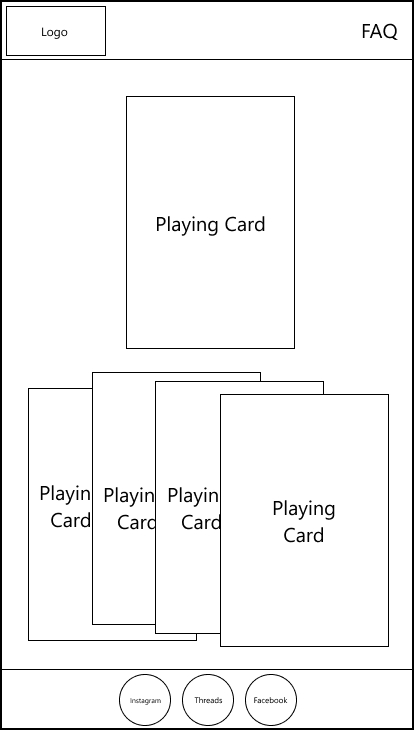 Logo
FAQ
Playing Card
Playin
Card
Playin
Card
Playin
Card
Playing
Card
Instagram
Threads
Facebook